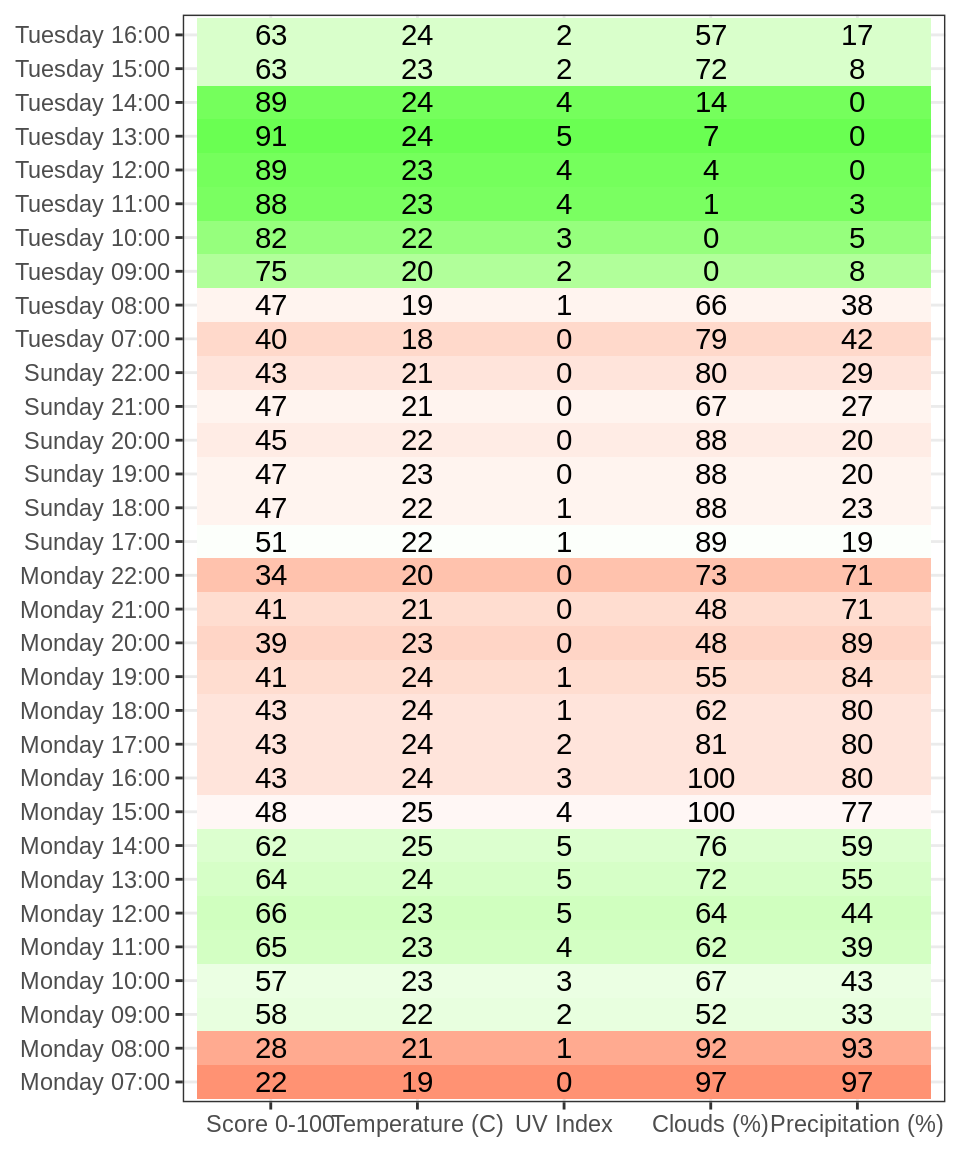 Tuesday 16:00 63 24 2 57 17
Tuesday 15:00 63 23 2 72 8
Tuesday 14:00 89 24 4 14 0
Tuesday 13:00 91 24 5 7 0
Tuesday 12:00 89 23 4 4 0
Tuesday 11:00 88 23 4 1 3
Tuesday 10:00 82 22 3 0 5
Tuesday 09:00 75 20 2 0 8
Tuesday 08:00 47 19 1 66 38
Tuesday 07:00 40 18 0 79 42
Sunday 22:00 43 21 0 80 29
Sunday 21:00 47 21 0 67 27
Sunday 20:00 45 22 0 88 20
Sunday 19:00 47 23 0 88 20
Sunday 18:00 47 22 1 88 23
Sunday 17:00 51 22 1 89 19
Monday 22:00 34 20 0 73 71
Monday 21:00 41 21 0 48 71
Monday 20:00 39 23 0 48 89
Monday 19:00 41 24 1 55 84
Monday 18:00 43 24 1 62 80
Monday 17:00 43 24 2 81 80
Monday 16:00 43 24 3 100 80
Monday 15:00 48 25 4 100 77
Monday 14:00 62 25 5 76 59
Monday 13:00 64 24 5 72 55
Monday 12:00 66 23 5 64 44
Monday 11:00 65 23 4 62 39
Monday 10:00 57 23 3 67 43
Monday 09:00 58 22 2 52 33
Monday 08:00 28 21 1 92 93
Monday 07:00 22 19 0 97 97
Score 0-100 Temperature (C) UV Index Clouds (%) Precipitation (%)